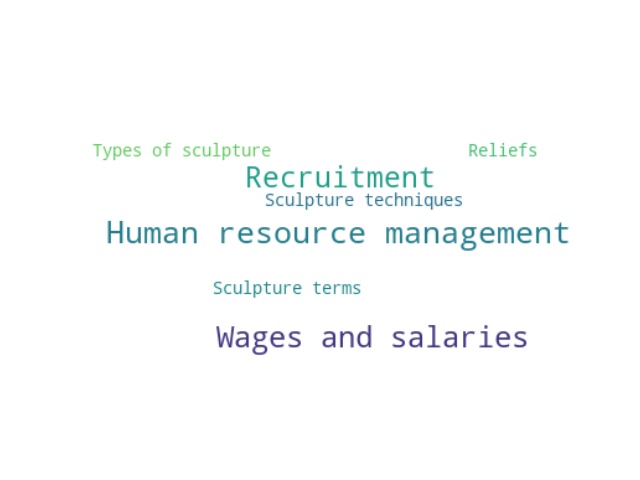 Types of sculpture
Reliefs
Recruitment
Sculpture techniques
Human resource management
Sculpture terms
Wages and salaries